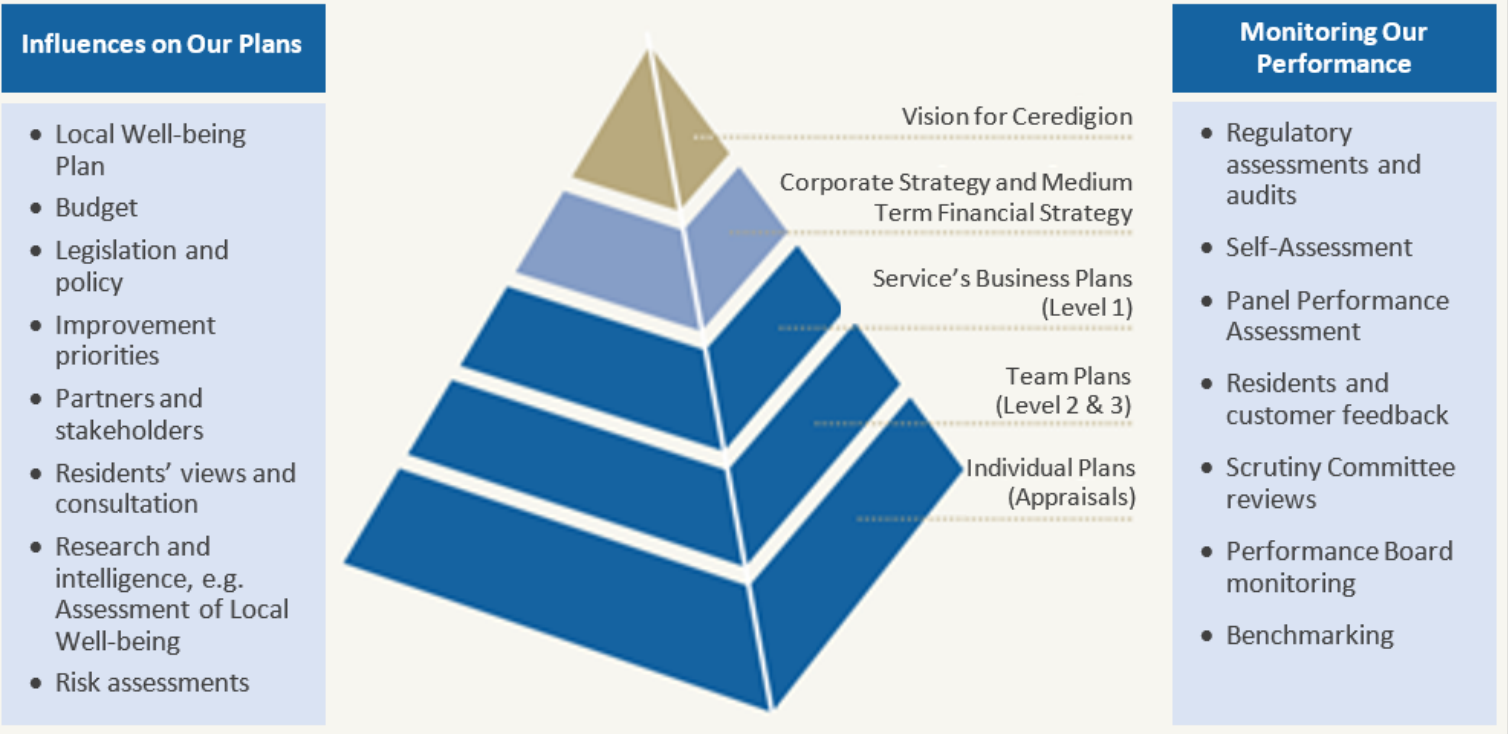 Influences on Our Plans
• Local Well-being
Plan
• Budget
• Legislation and
policy
• Improvement
priorities
• Partners and
stakeholders
• Residents’ views and
consultation
• Research and
intelligence, e.g.
Assessment of Local
Well-being
• Risk assessments
Vision for Ceredigion
Corporate Strategy and Medium
Term Financial Strategy
Service’s Business Plans
(Level 1)
Team Plans
(Level 2 & 3)
Individual Plans
(Appraisals)
Monitoring Our
Performance
• Regulatory
assessments and
audits
• Self-Assessment
• Panel Performance
Assessment
• Residents and
customer feedback
• Scrutiny Committee
reviews
• Performance Board
monitoring
• Benchmarking